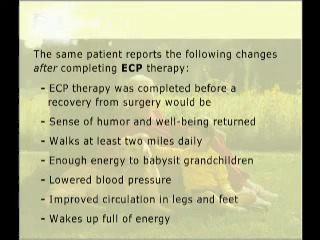 The same patient reports the following changes
after completing ECP therapy:
- ECP therapy was completed before a
recovery from surgery would be
- Sense of humor and well-being returned
- Walks at least two miles daily
- Enough energy to babysit grandchildren
- Lowered blood pressure
- Improved circulation in legs and feet
- Wakes up full of energy